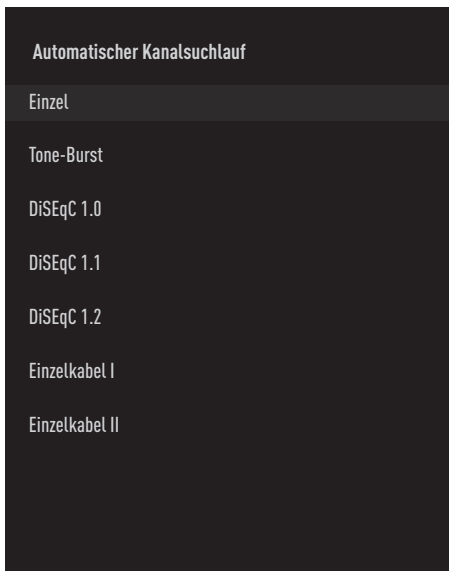 Automatischer Kanalsuchlauf
Einzel
Tone-Burst
DiSEqC 1.0
DiSEqC 1.1
DiSEqC 1.2
Einzelkabel I
Einzelkabel II